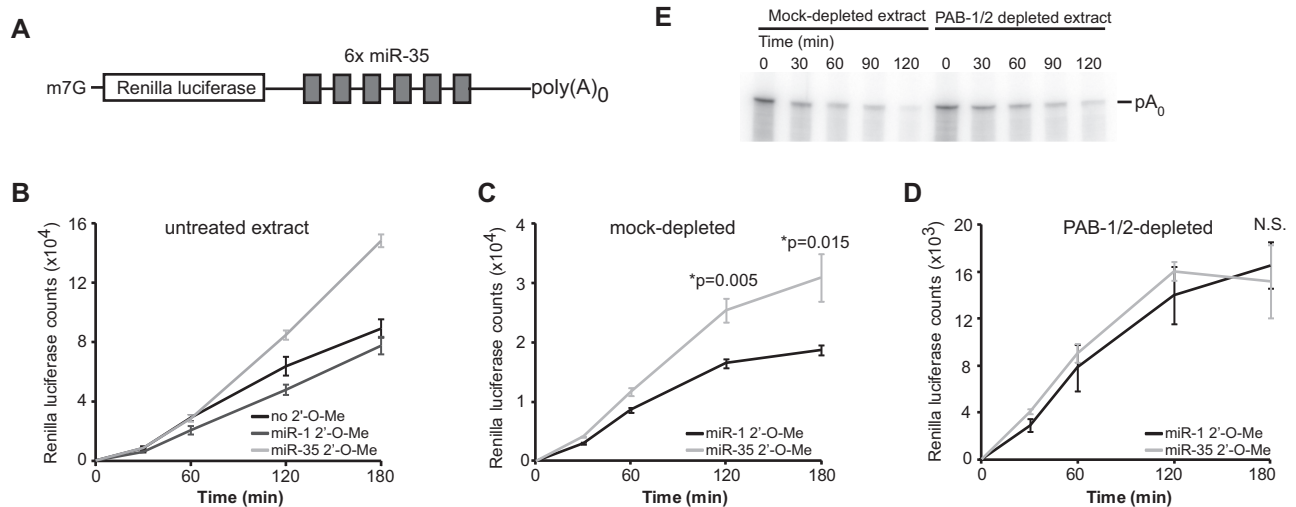 A
6x miR-35
m7G
Renilla luciferase
poly(A)0
E
Mock-depleted extract PAB-1/2 depleted extract
Time (min)
0 30 60 90 120 0 30 60 90 120
pA0
B
untreated extract
Renilla luciferase counts (x10^4)
16
12
8
4
0
no 2'-O-Me
miR-1 2'-O-Me
miR-35 2'-O-Me
0 60 120 180
Time (min)
C
mock-depleted
Renilla luciferase counts (x10^4)
4
3
2
1
0
*p=0.005
*p=0.015
miR-1 2'-O-Me
miR-35 2'-O-Me
0 60 120 180
Time (min)
D
PAB-1/2-depleted
N.S.
Renilla luciferase counts (x10^3)
20
16
12
8
4
0
miR-1 2'-O-Me
miR-35 2'-O-Me
0 60 120 180
Time (min)